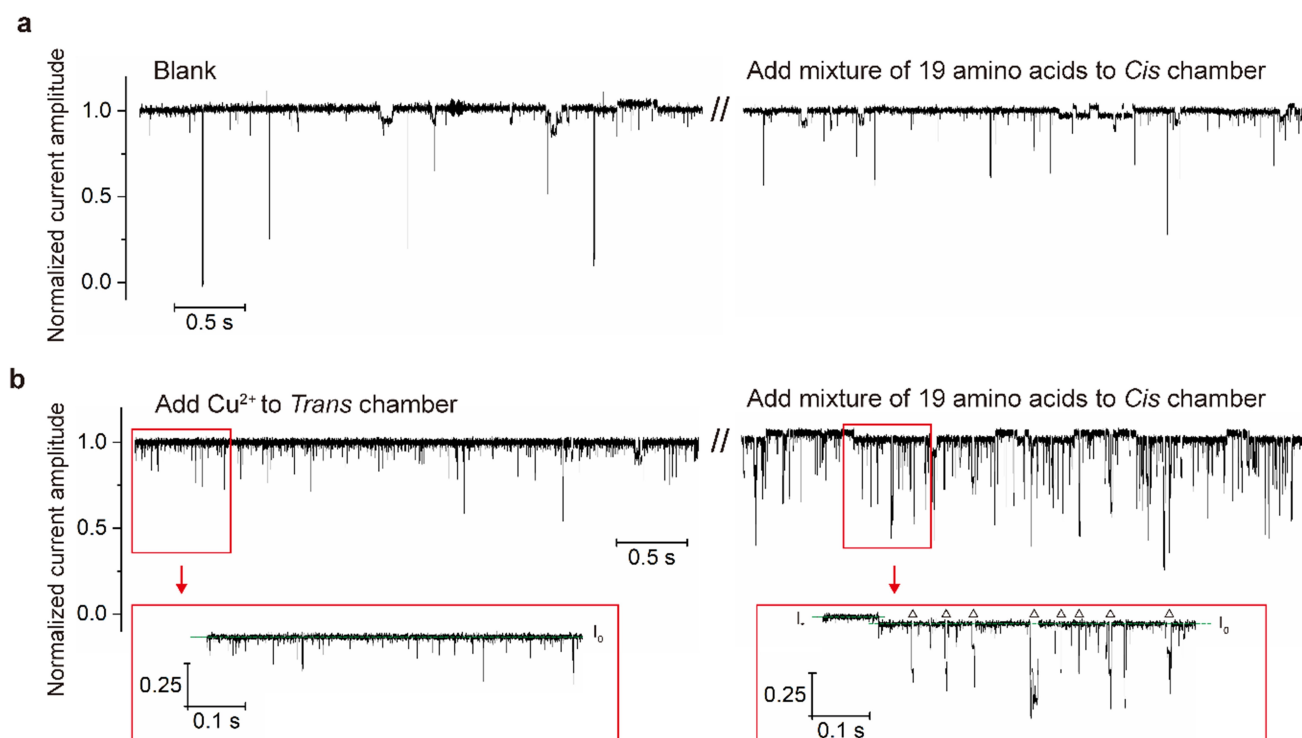 a
Blank
Add mixture of 19 amino acids to Cis chamber
Normalized current amplitude
1.0
0.5
0.0
//
0.5 s
b
Add Cu²⁺ to Trans chamber
Add mixture of 19 amino acids to Cis chamber
Normalized current amplitude
1.0
0.5
0.0
//
0.5 s
0.5 s
I₀
0.25
0.1 s
I₀
0.25
0.1 s